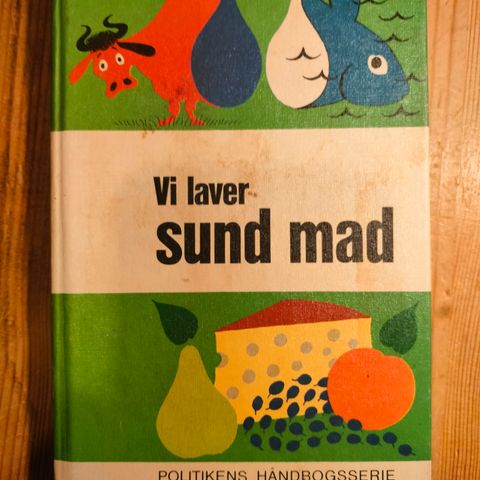 Vi laver
sund mad
POLITIKENS HÅNDBOGSSERIE